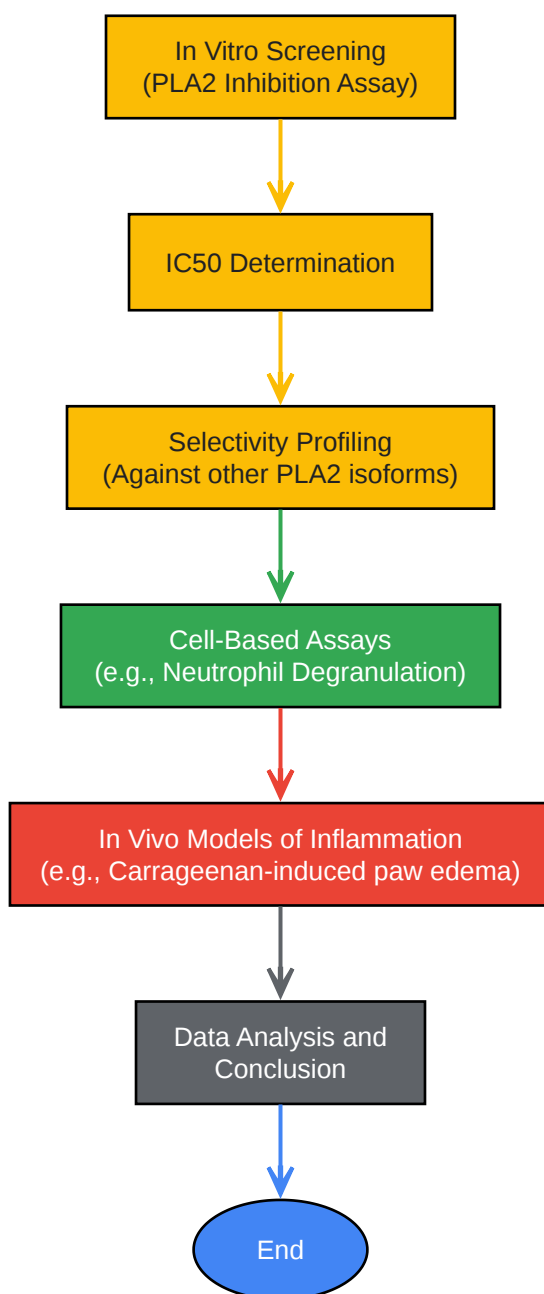 In Vitro Screening
(PLA2 Inhibition Assay)
IC50 Determination
Selectivity Profiling
(Against other PLA2 isoforms)
Cell-Based Assays
(e.g., Neutrophil Degranulation)
In Vivo Models of Inflammation
(e.g., Carrageenan-induced paw edema)
Data Analysis and
Conclusion
End